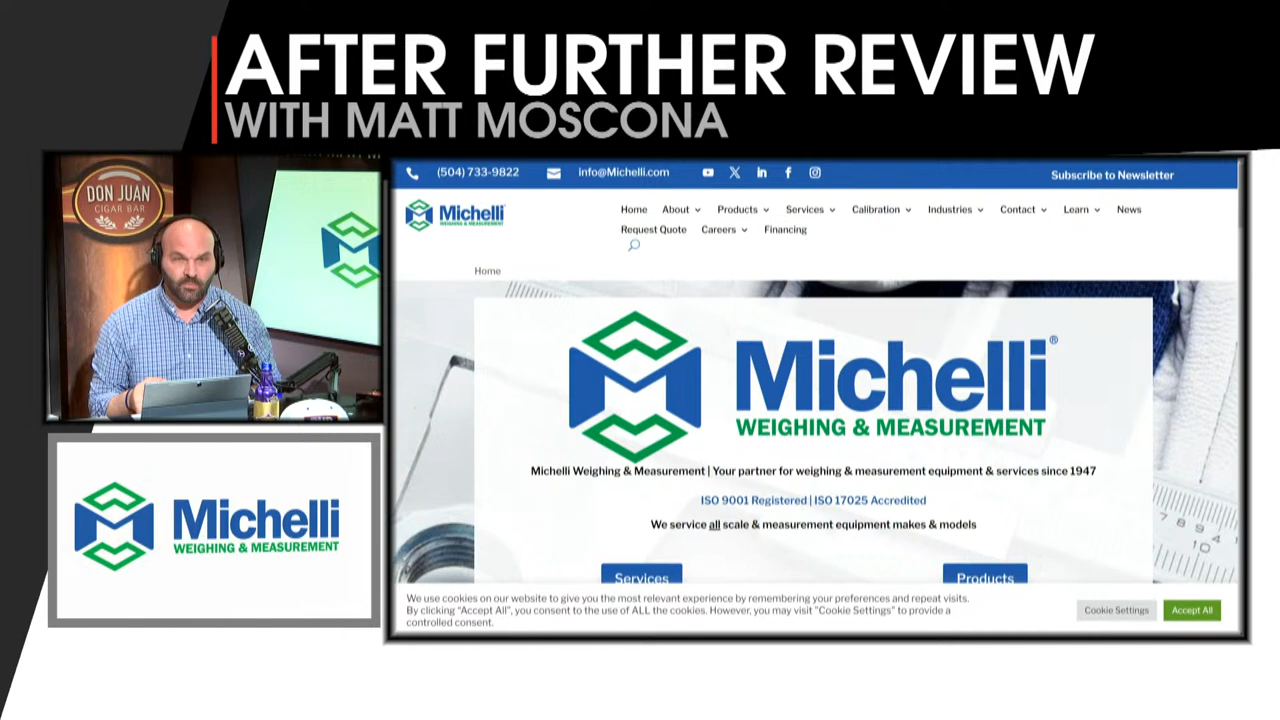 AFTER FURTHER REVIEW
WITH MATT MOSCONA
DON JUAN
CIGAR BAR
(504) 733-9822 info@Michelli.com Subscribe to Newsletter
Michelli
WEIGHING & MEASUREMENT
Home About Products Services Calibration Industries Contact Learn News
Request Quote Careers Financing
Home
Michelli®
WEIGHING & MEASUREMENT
Michelli Weighing & Measurement | Your partner for weighing & measurement equipment & services since 1947
ISO 9001 Registered | ISO 17025 Accredited
We service all scale & measurement equipment makes & models
Services Products
7 8 9
10
We use cookies on our website to give you the most relevant experience by remembering your preferences and repeat visits.
By clicking “Accept All”, you consent to the use of ALL the cookies. However, you may visit "Cookie Settings" to provide a
controlled consent.
Cookie Settings Accept All
Michelli
WEIGHING & MEASUREMENT